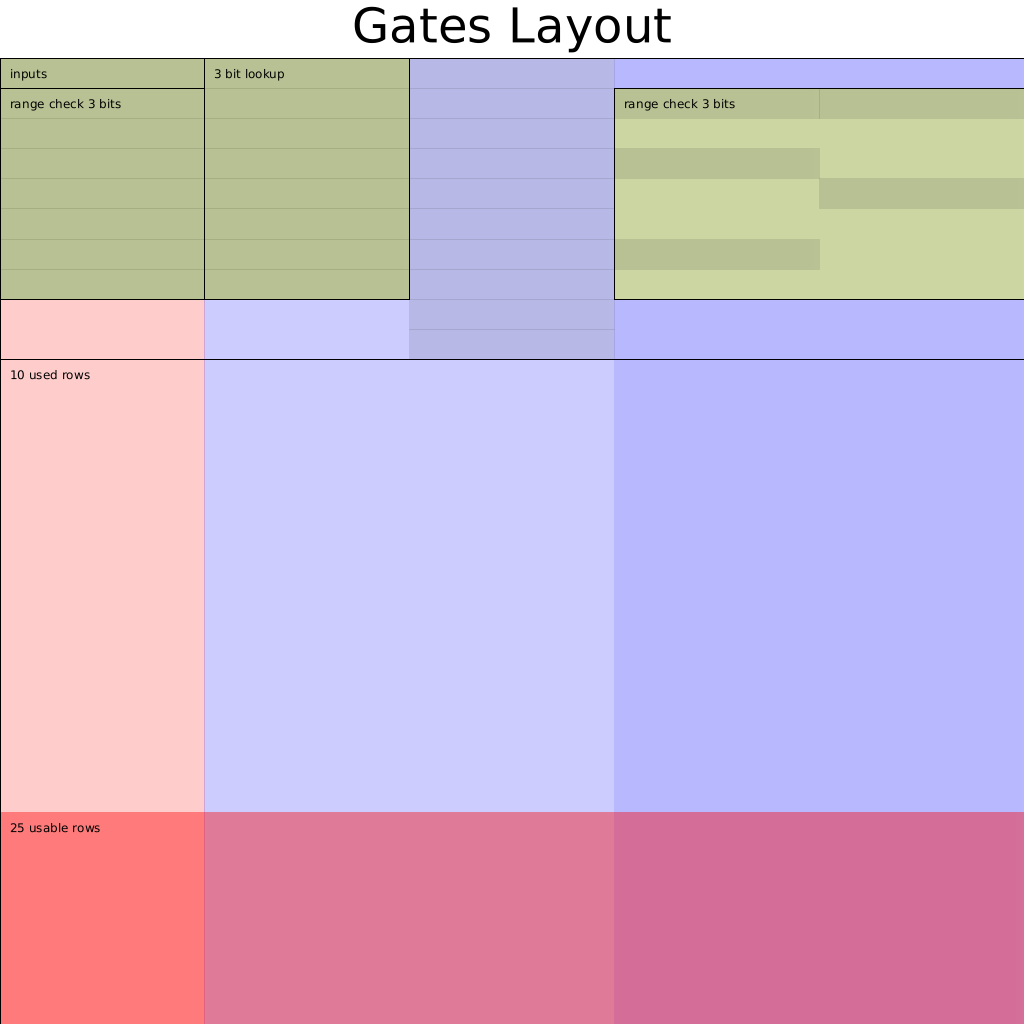 Gates Layout
inputs
3 bit lookup
range check 3 bits
range check 3 bits
10 used rows
25 usable rows